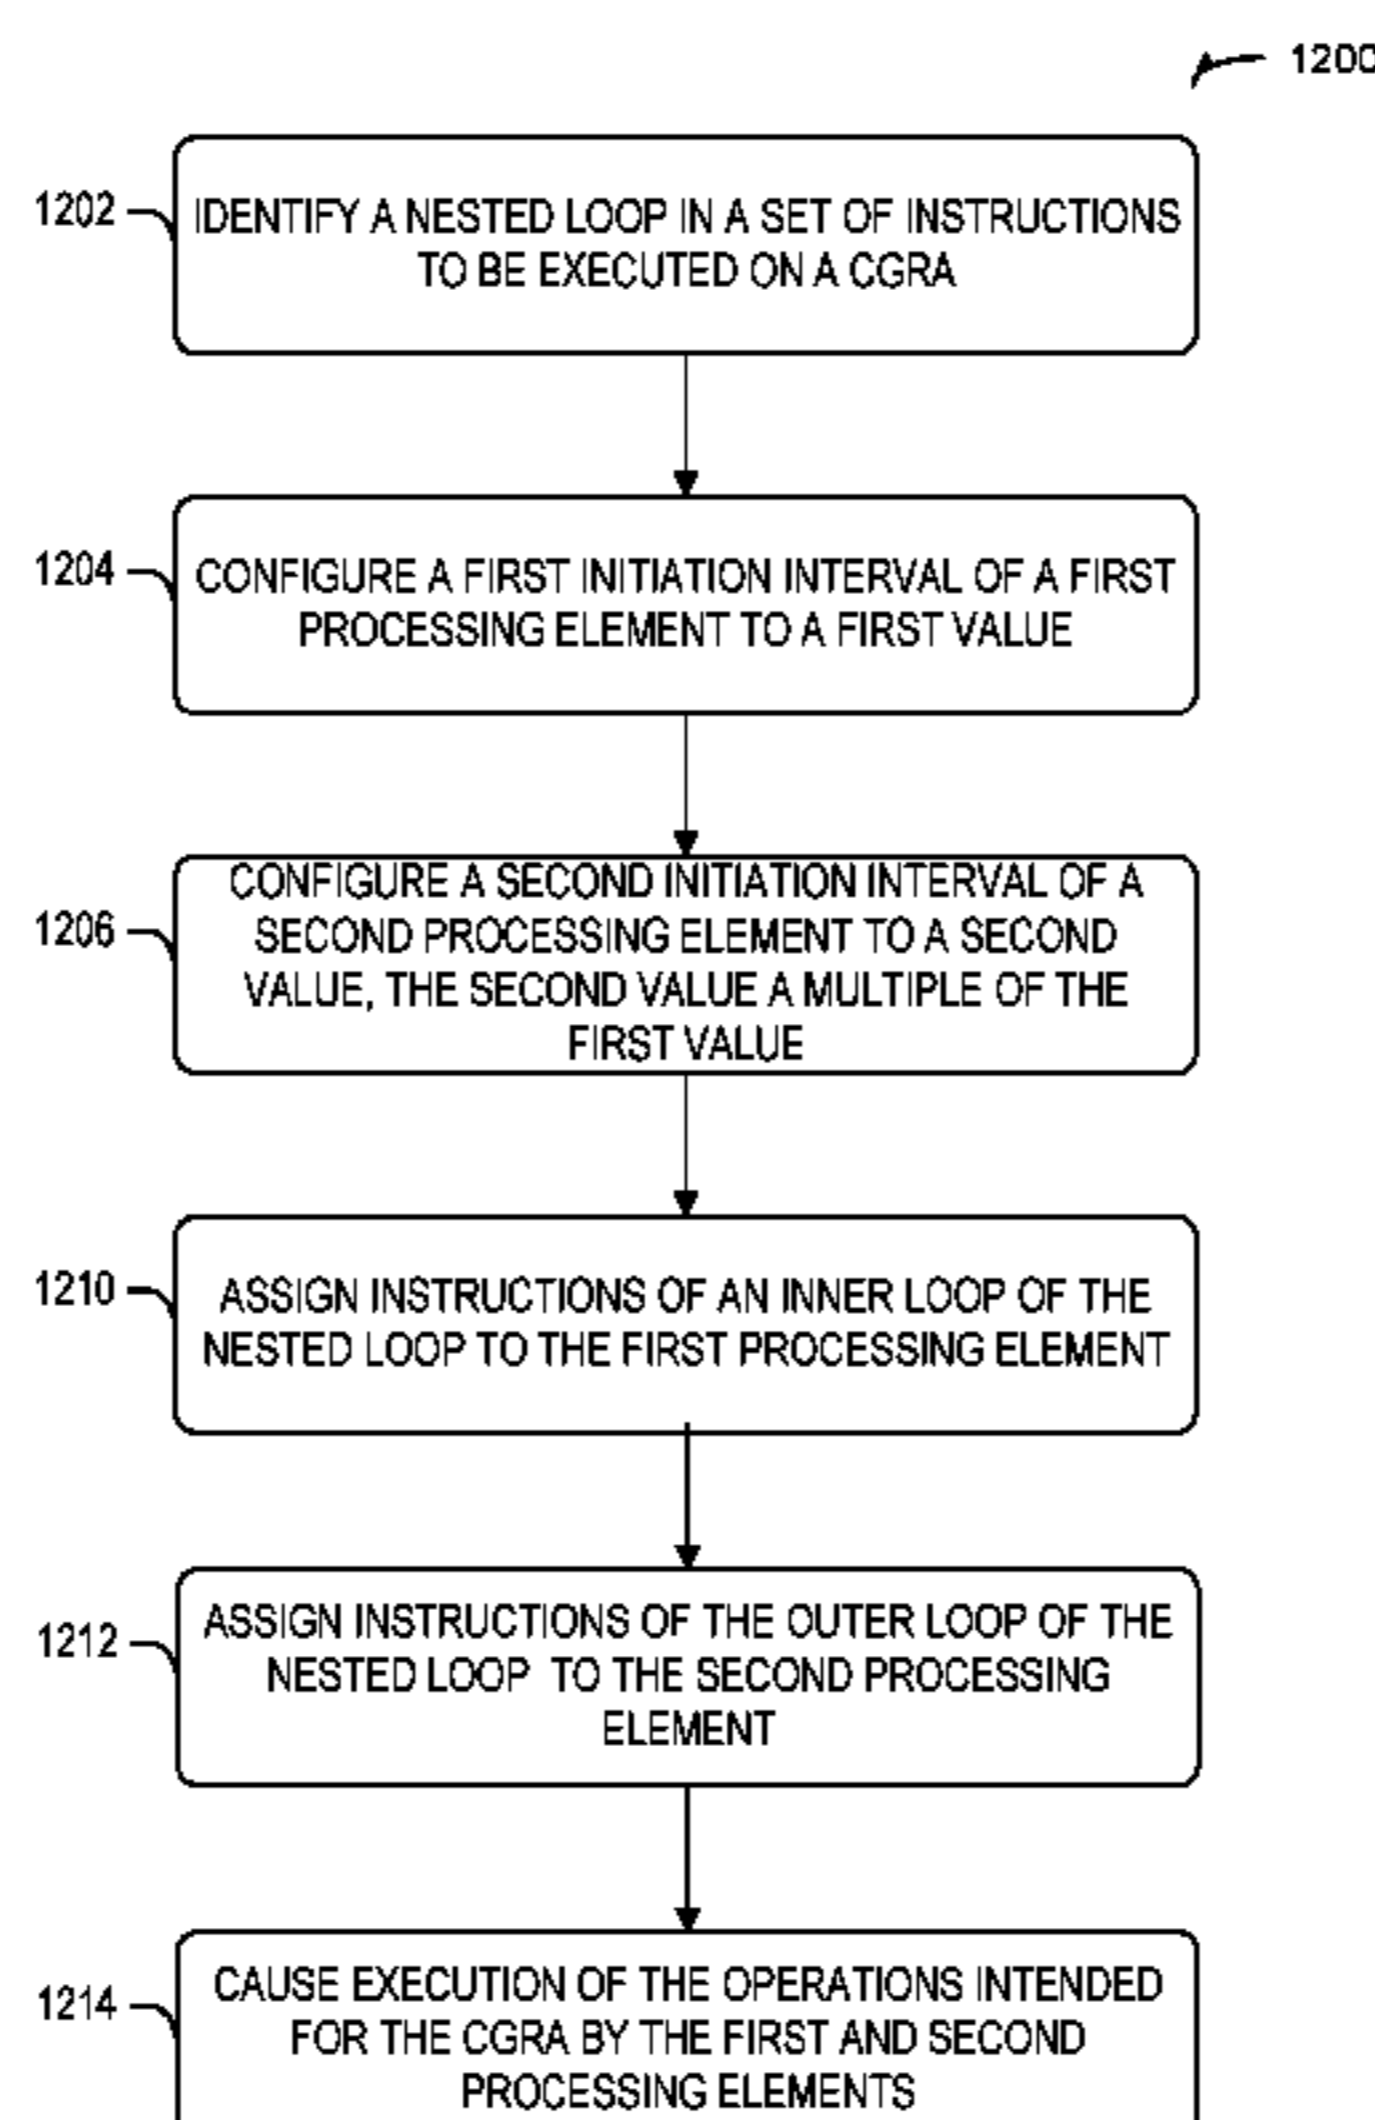 1200
1202
IDENTIFY A NESTED LOOP IN A SET OF INSTRUCTIONS
TO BE EXECUTED ON A CGRA
1204
CONFIGURE A FIRST INITIATION INTERVAL OF A FIRST
PROCESSING ELEMENT TO A FIRST VALUE
1206
CONFIGURE A SECOND INITIATION INTERVAL OF A
SECOND PROCESSING ELEMENT TO A SECOND
VALUE, THE SECOND VALUE A MULTIPLE OF THE
FIRST VALUE
1210
ASSIGN INSTRUCTIONS OF AN INNER LOOP OF THE
NESTED LOOP TO THE FIRST PROCESSING ELEMENT
1212
ASSIGN INSTRUCTIONS OF THE OUTER LOOP OF THE
NESTED LOOP TO THE SECOND PROCESSING
ELEMENT
1214
CAUSE EXECUTION OF THE OPERATIONS INTENDED
FOR THE CGRA BY THE FIRST AND SECOND
PROCESSING ELEMENTS